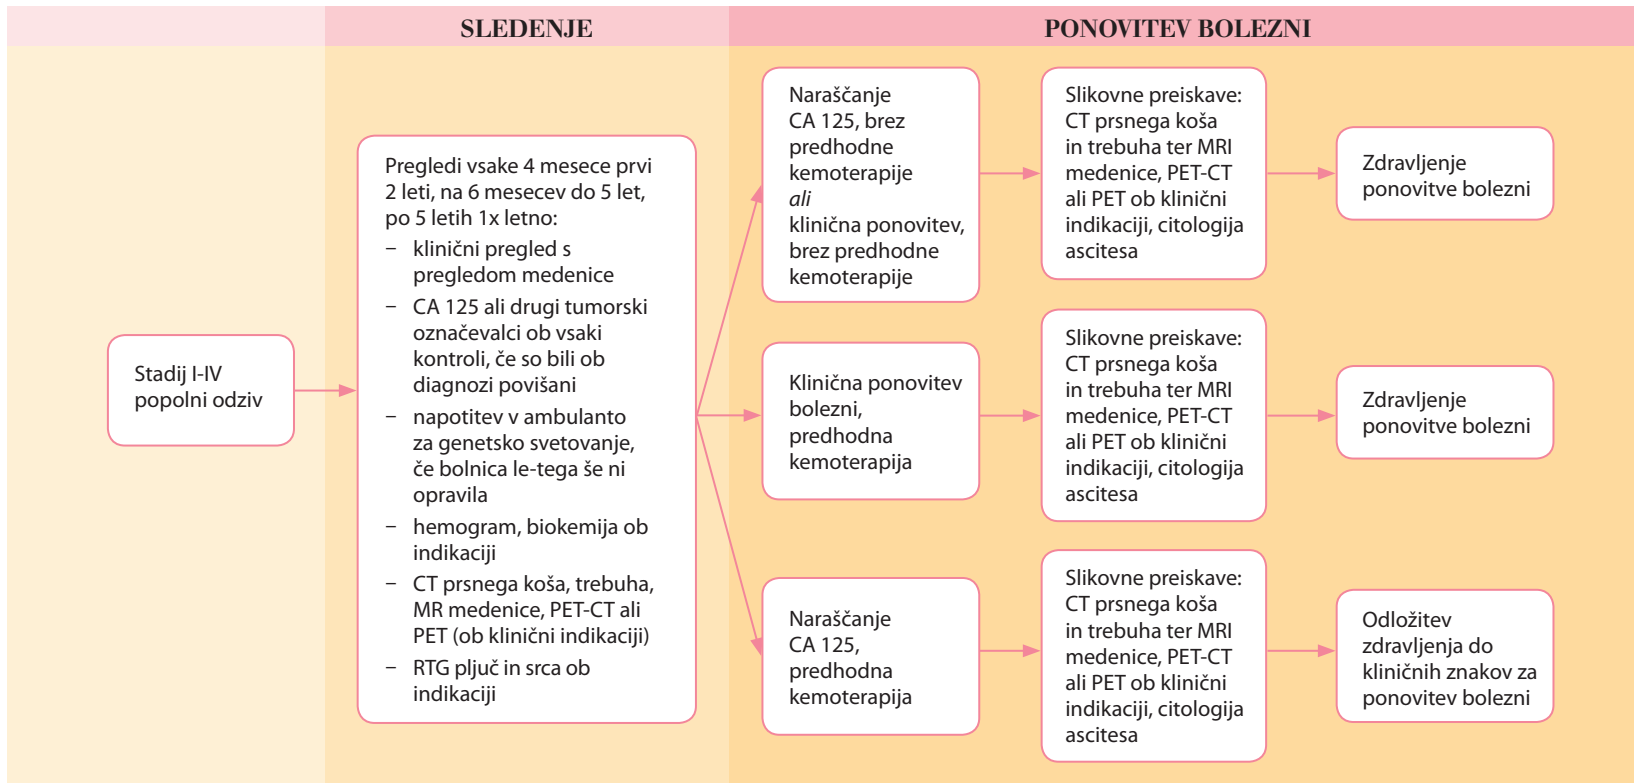 SLEDENJE
PONOVITEV BOLEZNI
Stadij I-IV
popolni odziv
Pregledi vsake 4 mesece prvi
2 leti, na 6 mesecev do 5 let,
po 5 letih 1x letno:
– klinični pregled s
pregledom medenice
– CA 125 ali drugi tumorski
označevalci ob vsaki
kontroli, če so bili ob
diagnozi povišani
– napotitev v ambulanto
za genetsko svetovanje,
če bolnica le-tega še ni
opravila
– hemogram, biokemija ob
indikaciji
– CT prsnega koša, trebuha,
MR medenice, PET-CT ali
PET (ob klinični indikaciji)
– RTG pljuč in srca ob
indikaciji
Naraščanje
CA 125, brez
predhodne
kemoterapije
ali
klinična ponovitev,
brez predhodne
kemoterapije
Slikovne preiskave:
CT prsnega koša
in trebuha ter MRI
medenice, PET-CT
ali PET ob klinični
indikaciji, citologija
ascitesa
Zdravljenje
ponovitve bolezni
Klinična ponovitev
bolezni,
predhodna
kemoterapija
Slikovne preiskave:
CT prsnega koša
in trebuha ter MRI
medenice, PET-CT
ali PET ob klinični
indikaciji, citologija
ascitesa
Zdravljenje
ponovitve bolezni
Naraščanje
CA 125,
predhodna
kemoterapija
Slikovne preiskave:
CT prsnega koša
in trebuha ter MRI
medenice, PET-CT
ali PET ob klinični
indikaciji, citologija
ascitesa
Odložitev
zdravljenja do
kliničnih znakov za
ponovitev bolezni